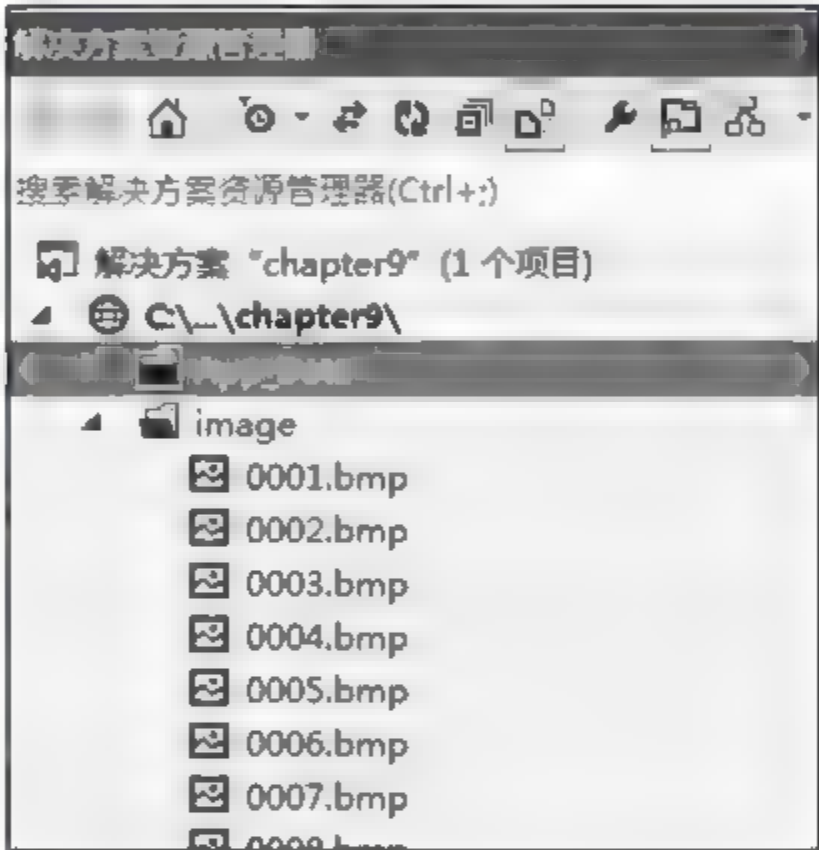 搜索解决方案资源管理器(Ctrl+;)
解决方案 "chapter9" (1 个项目)
C:\...\chapter9\
image
0001.bmp
0002.bmp
0003.bmp
0004.bmp
0005.bmp
0006.bmp
0007.bmp